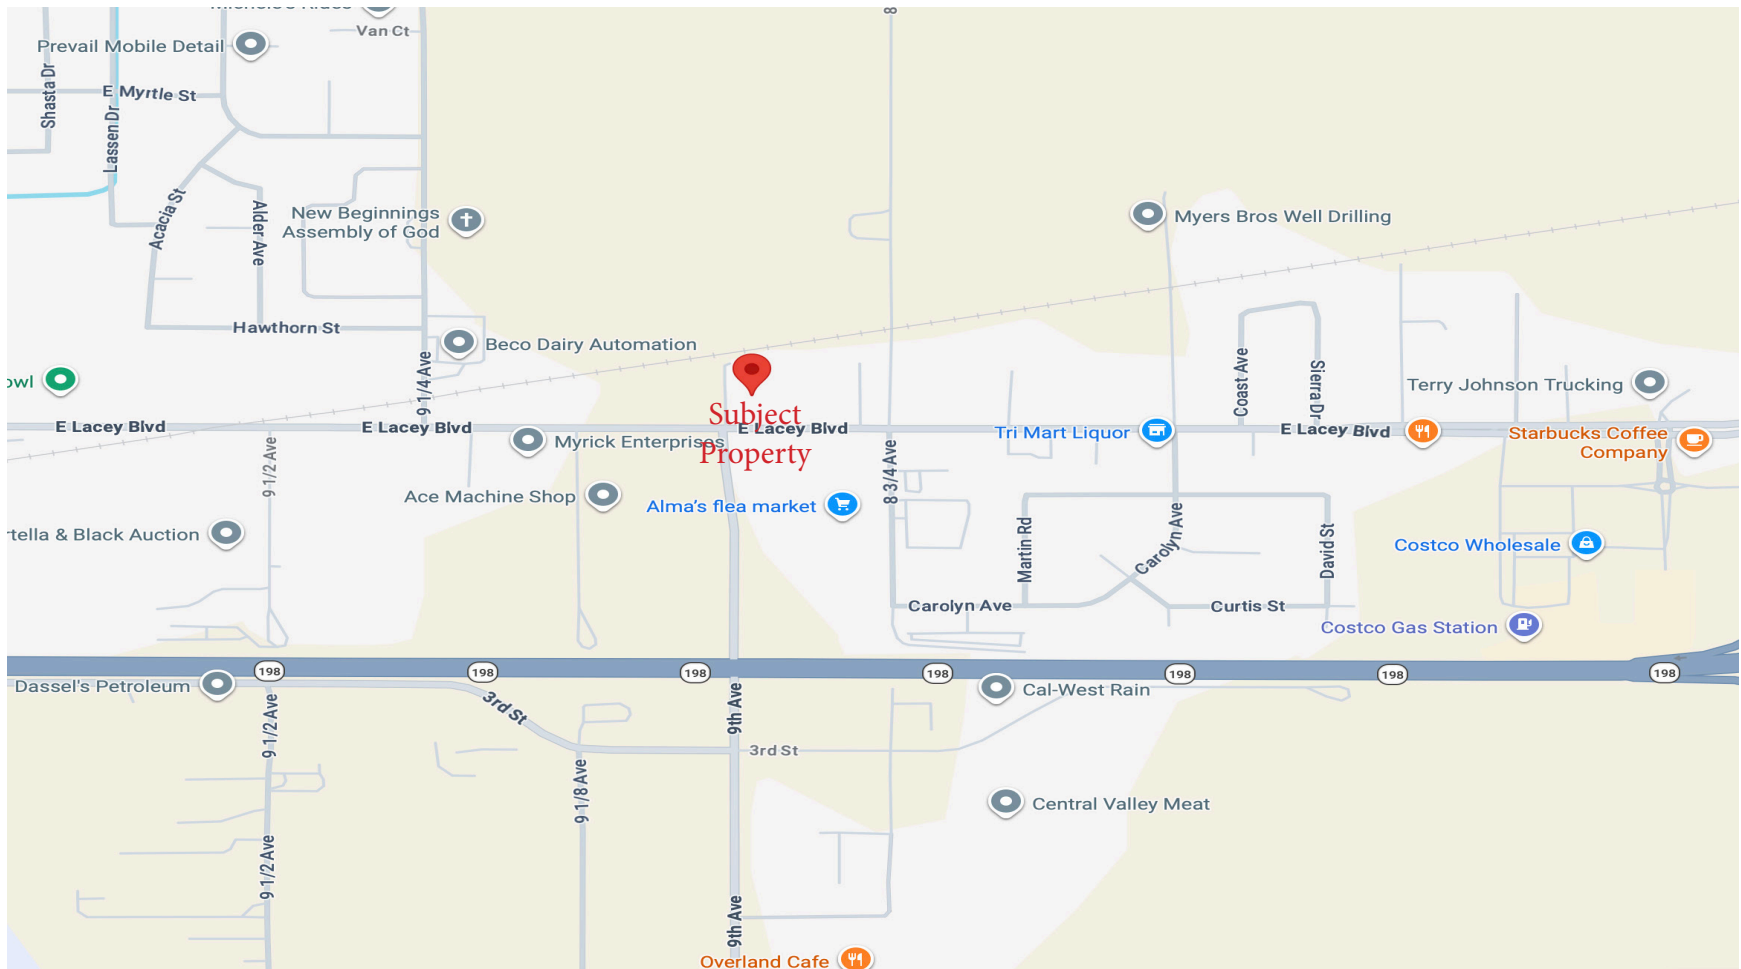 8
Van Ct
Prevail Mobile Detail
Shasta Dr
E Myrtle St
Lassen Dr
Acacia St
Alder Ave
New Beginnings
Assembly of God
Myers Bros Well Drilling
Hawthorn St
Beco Dairy Automation
9 1/4 Ave
Coast Ave
Sierra Dr
Terry Johnson Trucking
owl
Subject
Property
E Lacey Blvd
E Lacey Blvd
E Lacey Blvd
E Lacey Blvd
Myrick Enterprises
Tri Mart Liquor
Starbucks Coffee
Company
9 1/2 Ave
8 3/4 Ave
Ace Machine Shop
Alma's flea market
rtella & Black Auction
Martin Rd
Carolyn Ave
David St
Costco Wholesale
Carolyn Ave
Curtis St
Costco Gas Station
198
198
198
198
198
198
198
Dassel's Petroleum
Cal-West Rain
3rd St
9 1/2 Ave
9th Ave
3rd St
9 1/8 Ave
Central Valley Meat
9 1/2 Ave
9th Ave
Overland Cafe